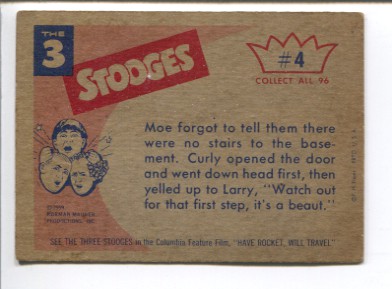 THE
3
STOOGES
#4
COLLECT ALL 96
Moe forgot to tell them there
were no stairs to the base-
ment. Curly opened the door
and went down head first, then
yelled up to Larry, "Watch out
for that first step, it's a beaut."
©1959
NORMAN MAURER
PRODUCTIONS, INC.
SEE THE THREE STOOGES in the Columbia Feature Film, "HAVE ROCKET, WILL TRAVEL"